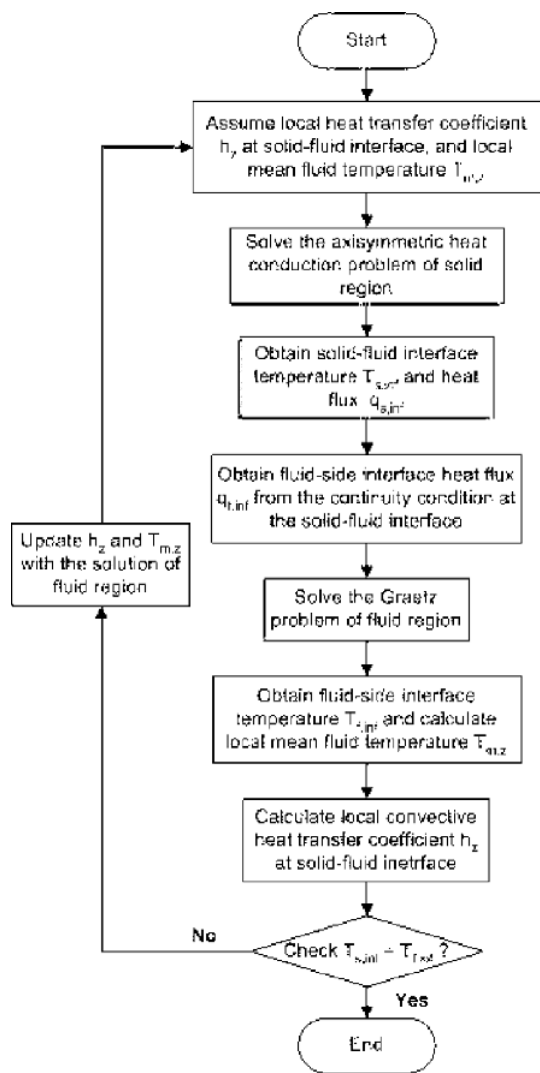 Start
Assume local heat transfer coefficient
h_z at solid-fluid interface, and local
mean fluid temperature T_m,z
Solve the axisymmetric heat
conduction problem of solid
region
Obtain solid-fluid interface
temperature T_s,inf and heat
flux q_s,inf
Obtain fluid-side interface heat flux
q_f,inf from the continuity condition at
the solid-fluid interface
Update h_z and T_m,z
with the solution of
fluid region
Solve the Graetz
problem of fluid region
Obtain fluid-side interface
temperature T_f,inf and calculate
local mean fluid temperature T_m,z
Calculate local convective
heat transfer coefficient h_z
at solid-fluid inetrface
No
Check T_s,inf = T_f,inf ?
Yes
End